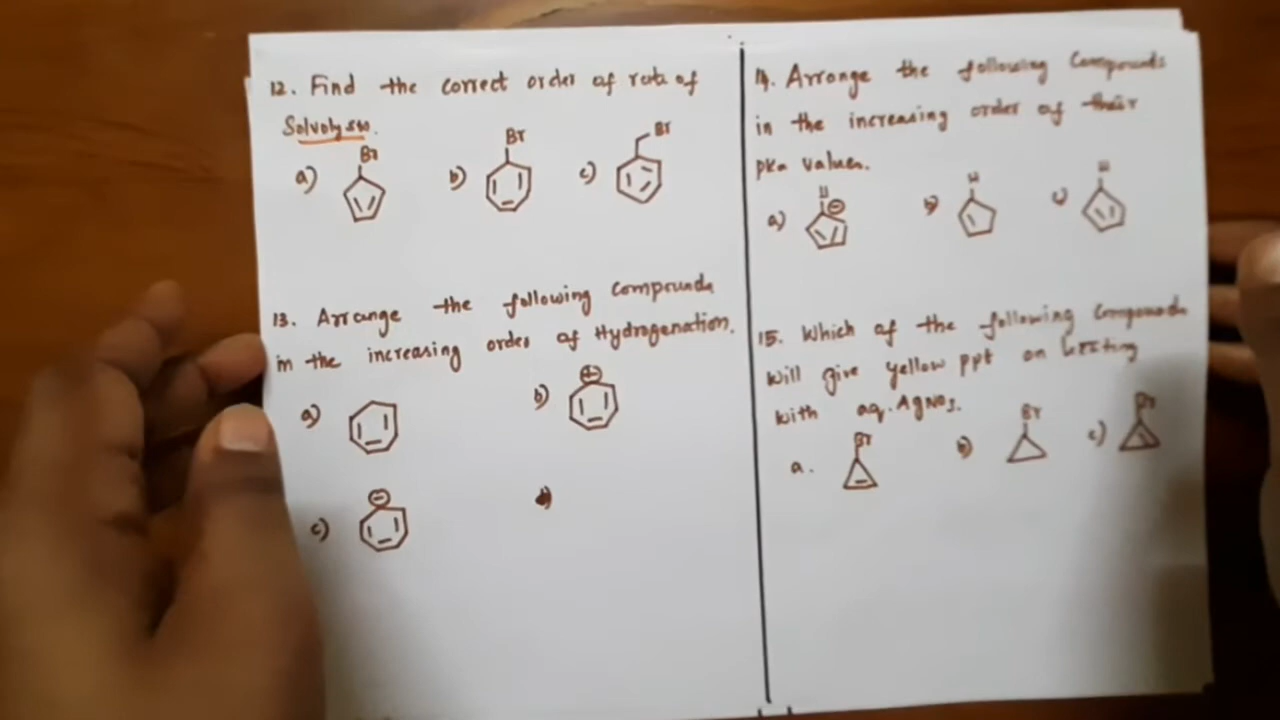 12. Find the correct order of rate of
Solvolysis.
a) Br
b) Br
c) Br
13. Arrange the following compounds
in the increasing order of Hydrogenation.
a)
b) ⊕
c) ⊖
d)
14. Arrange the following Compounds
in the increasing order of their
pka values.
a) H ⊖
b) H
c) H
15. Which of the following Compounds
will give yellow ppt on heating
with aq. AgNO3.
a. Br
b) Br
c) Br